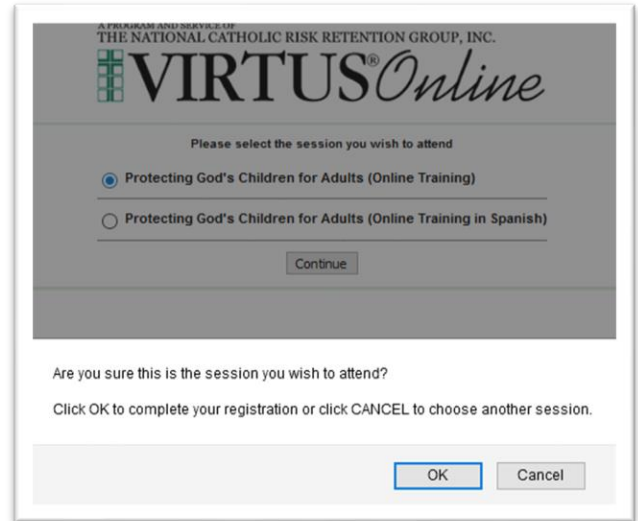 A PROGRAM AND SERVICE OF
THE NATIONAL CATHOLIC RISK RETENTION GROUP, INC.
VIRTUS® Online
Please select the session you wish to attend
Protecting God's Children for Adults (Online Training)
Protecting God's Children for Adults (Online Training in Spanish)
Continue
Are you sure this is the session you wish to attend?
Click OK to complete your registration or click CANCEL to choose another session.
OK Cancel